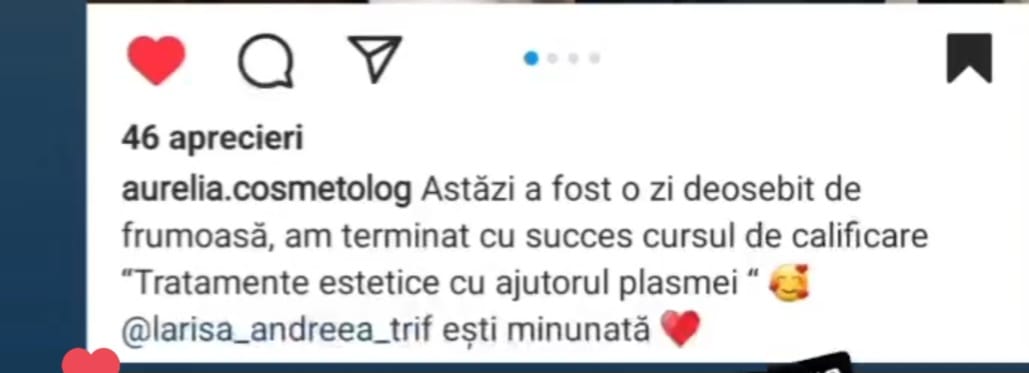 46 aprecieri
aurelia.cosmetolog Astăzi a fost o zi deosebit de
frumoasă, am terminat cu succes cursul de calificare
“Tratamente estetice cu ajutorul plasmei “ 🥰
@larisa_andreea_trif ești minunată ❤️